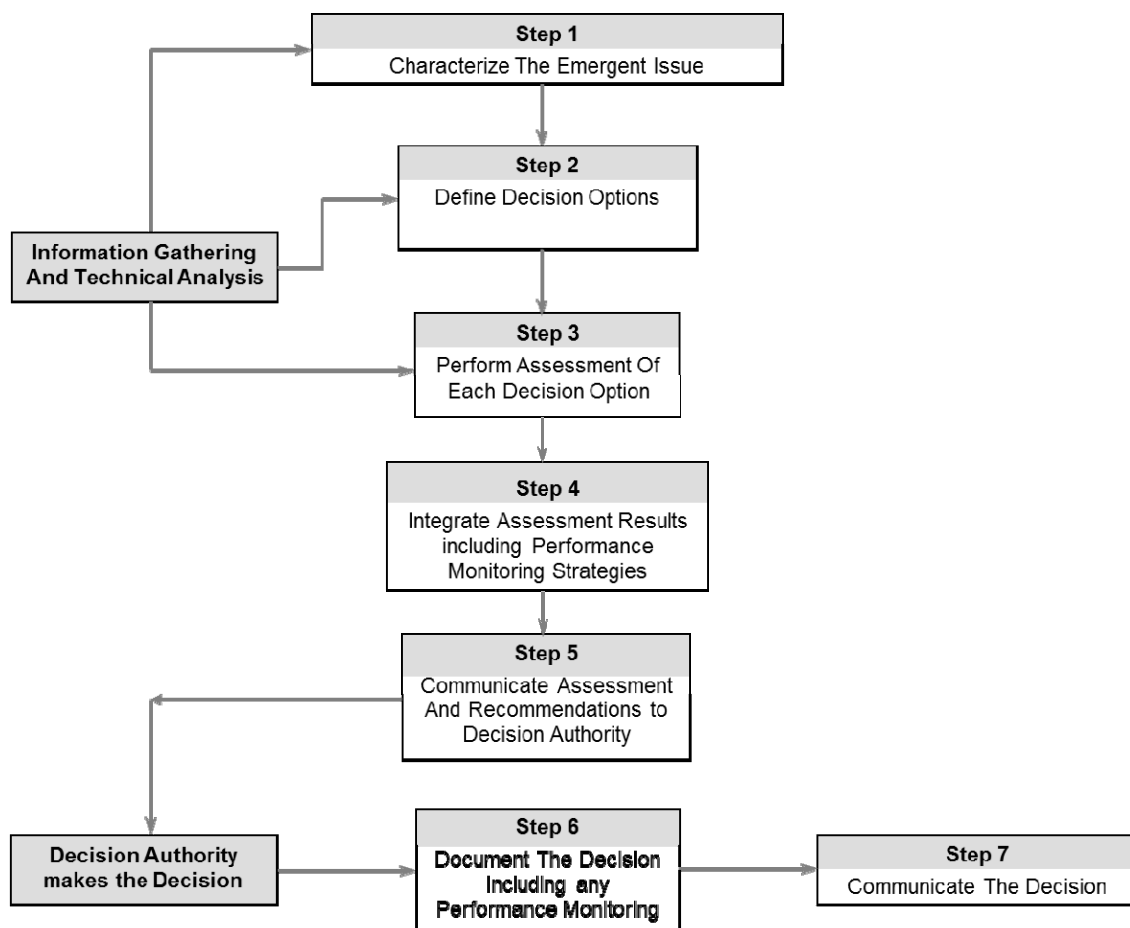 Step 1
Characterize The Emergent Issue
Step 2
Define Decision Options
Information Gathering
And Technical Analysis
Step 3
Perform Assessment Of
Each Decision Option
Step 4
Integrate Assessment Results
including Performance
Monitoring Strategies
Step 5
Communicate Assessment
And Recommendations to
Decision Authority
Decision Authority
makes the Decision
Step 6
Document The Decision
Including any
Performance Monitoring
Step 7
Communicate The Decision